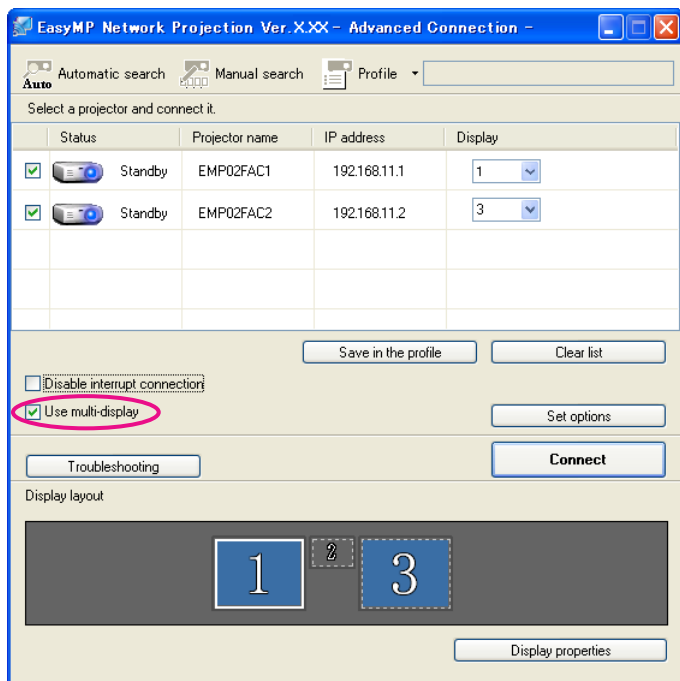 EasyMP Network Projection Ver.X.XX - Advanced Connection -
Auto Automatic search Manual search Profile
Select a projector and connect it.
Status Projector name IP address Display
Standby EMP02FAC1 192.168.11.1 1
Standby EMP02FAC2 192.168.11.2 3
Save in the profile Clear list
Disable interrupt connection
Use multi-display Set options
Troubleshooting Connect
Display layout
1 2 3
Display properties